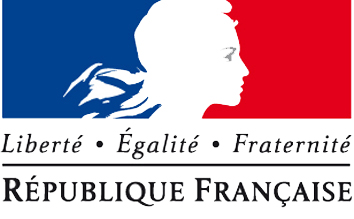 Liberté • Égalité • Fraternité
RÉPUBLIQUE FRANÇAISE